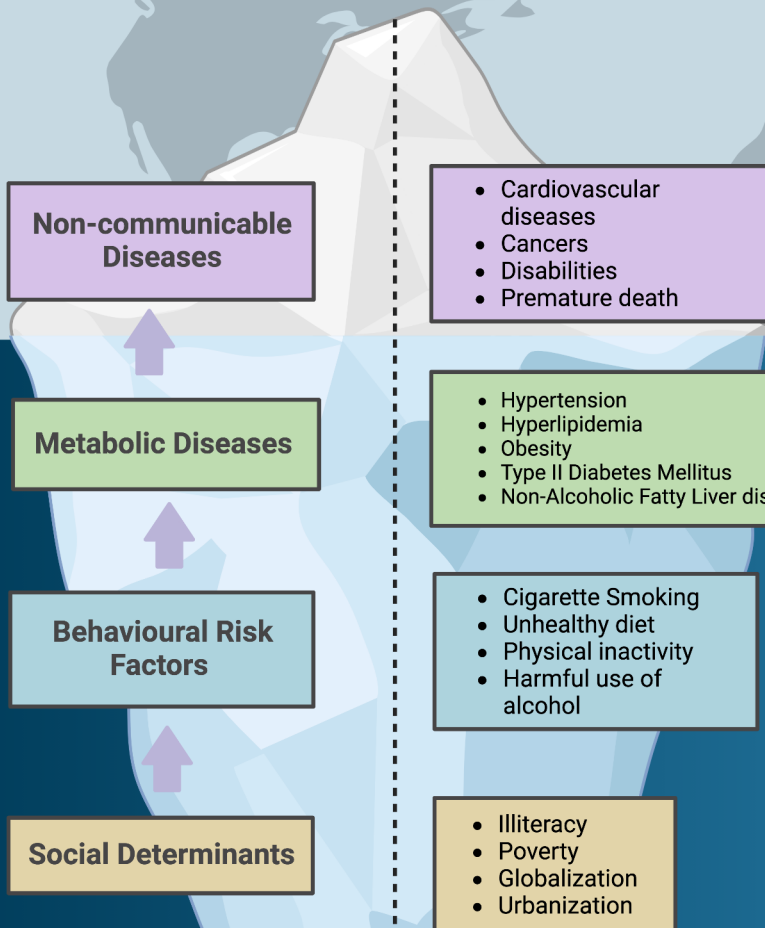 Non-communicable
Diseases
• Cardiovascular
diseases
• Cancers
• Disabilities
• Premature death
Metabolic Diseases
• Hypertension
• Hyperlipidemia
• Obesity
• Type II Diabetes Mellitus
• Non-Alcoholic Fatty Liver
Behavioural Risk
Factors
• Cigarette Smoking
• Unhealthy diet
• Physical inactivity
• Harmful use of
alcohol
Social Determinants
• Illiteracy
• Poverty
• Globalization
• Urbanization